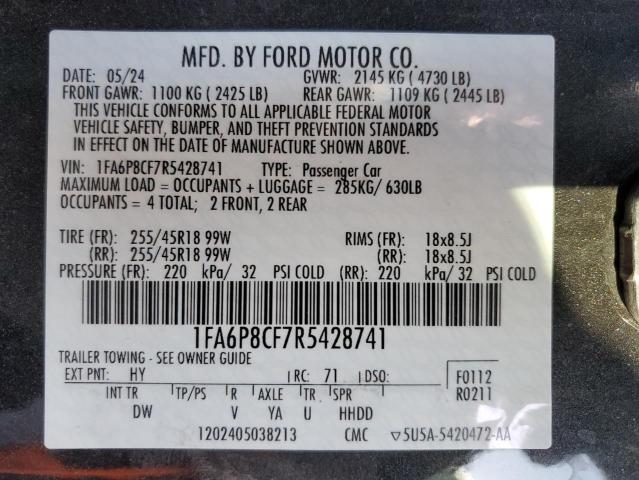 MFD. BY FORD MOTOR CO.
DATE: 05/24 GVWR: 2145 KG ( 4730 LB)
FRONT GAWR: 1100 KG ( 2425 LB) REAR GAWR: 1109 KG ( 2445 LB)
THIS VEHICLE CONFORMS TO ALL APPLICABLE FEDERAL MOTOR
VEHICLE SAFETY, BUMPER, AND THEFT PREVENTION STANDARDS
IN EFFECT ON THE DATE OF MANUFACTURE SHOWN ABOVE.
VIN: 1FA6P8CF7R5428741 TYPE: Passenger Car
MAXIMUM LOAD = OCCUPANTS + LUGGAGE = 285KG/ 630LB
OCCUPANTS = 4 TOTAL; 2 FRONT, 2 REAR
TIRE (FR): 255/45R18 99W RIMS (FR): 18x8.5J
(RR): 255/45R18 99W (RR): 18x8.5J
PRESSURE (FR): 220 kPa/ 32 PSI COLD (RR): 220 kPa/ 32 PSI COLD
1FA6P8CF7R5428741
TRAILER TOWING - SEE OWNER GUIDE
EXT PNT: HY RC: 71 DSO: F0112
INT TR TP/PS R AXLE TR SPR R0211
DW V YA U HHDD
1202405038213 CMC ▽5U5A-5420472-AA